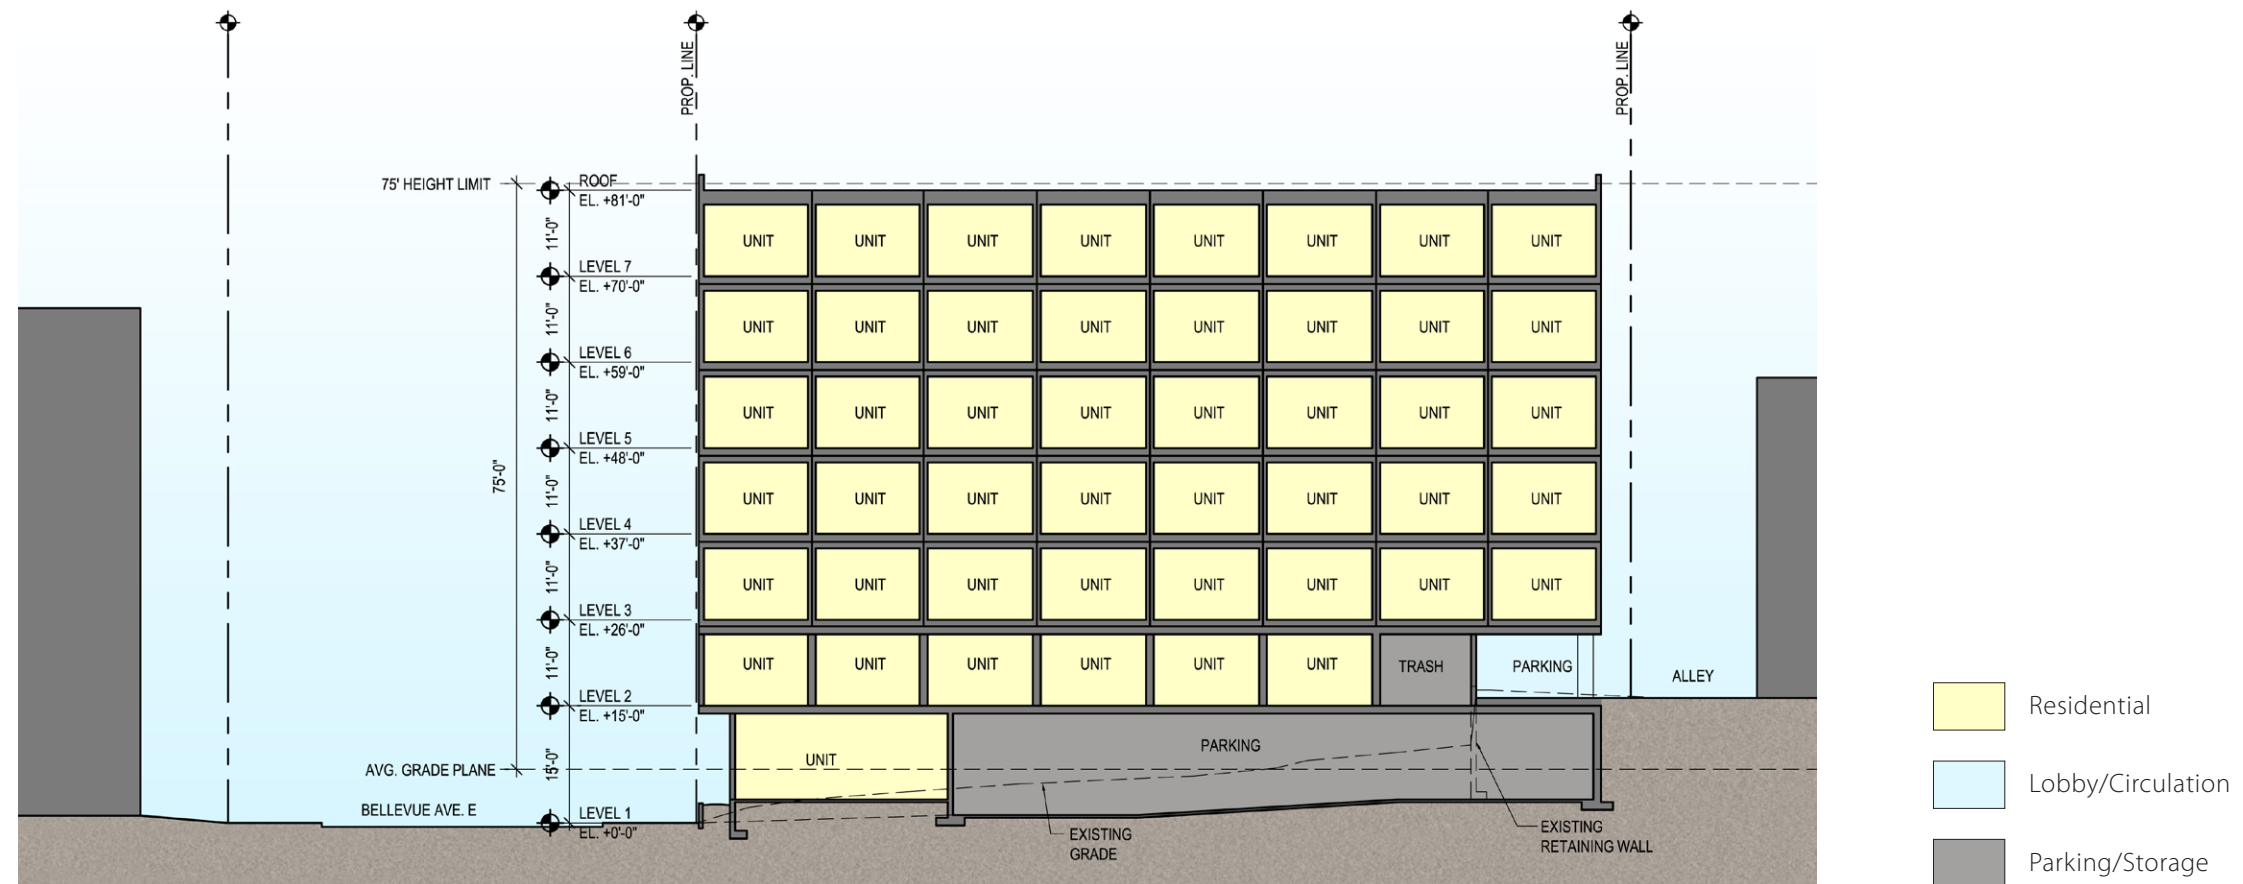 PROP. LINE
PROP. LINE
75' HEIGHT LIMIT
ROOF
EL. +81'-0"
11'-0"
UNIT UNIT UNIT UNIT UNIT UNIT UNIT UNIT
LEVEL 7
EL. +70'-0"
11'-0"
UNIT UNIT UNIT UNIT UNIT UNIT UNIT UNIT
LEVEL 6
EL. +59'-0"
11'-0"
UNIT UNIT UNIT UNIT UNIT UNIT UNIT UNIT
LEVEL 5
EL. +48'-0"
75'-0"
11'-0"
UNIT UNIT UNIT UNIT UNIT UNIT UNIT UNIT
LEVEL 4
EL. +37'-0"
11'-0"
UNIT UNIT UNIT UNIT UNIT UNIT UNIT UNIT
LEVEL 3
EL. +26'-0"
11'-0"
UNIT UNIT UNIT UNIT UNIT UNIT TRASH PARKING
ALLEY
LEVEL 2
EL. +15'-0"
15'-0"
UNIT
PARKING
AVG. GRADE PLANE
BELLEVUE AVE. E
LEVEL 1
EL. +0'-0"
EXISTING
GRADE
EXISTING
RETAINING WALL
Residential
Lobby/Circulation
Parking/Storage